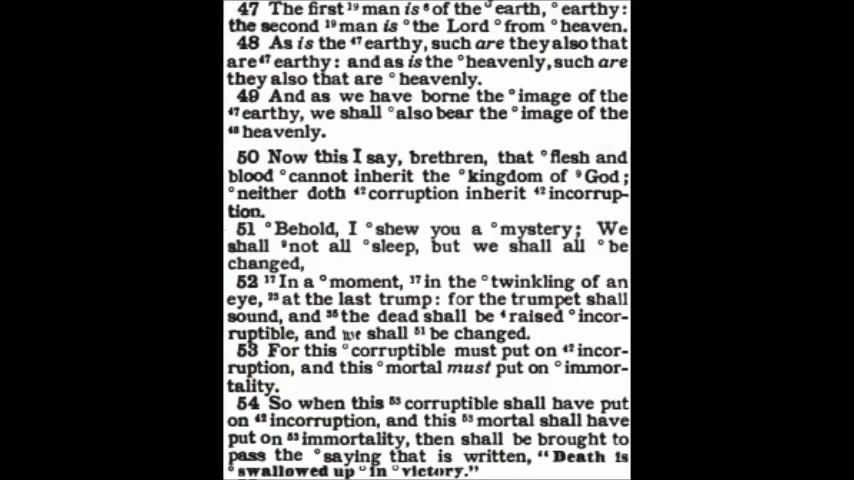 47 The first ¹⁹ man is ⁶ of the °earth, °earthy:
the second ¹⁹ man is °the Lord °from °heaven.
48 As is the ⁴⁷ earthy, such are they also that
are ⁴⁷ earthy: and as is the °heavenly, such are
they also that are °heavenly.
49 And as we have borne the °image of the
⁴⁷ earthy, we shall °also bear the °image of the
⁴⁸ heavenly.
50 Now this I say, brethren, that °flesh and
blood °cannot inherit the °kingdom of ⁹ God;
°neither doth ⁴² corruption inherit ⁴² incorrup-
tion.
51 °Behold, I °shew you a °mystery; We
shall ⁹ not all °sleep, but we shall all °be
changed,
52 ¹⁷ In a °moment, ¹⁷ in the °twinkling of an
eye, ²³ at the last trump: for the trumpet shall
sound, and ³⁵ the dead shall be ⁴ raised °incor-
ruptible, and we shall ⁵¹ be changed.
53 For this °corruptible must put on ⁴² incor-
ruption, and this °mortal must put on °immor-
tality.
54 So when this ⁵³ corruptible shall have put
on ⁴² incorruption, and this ⁵³ mortal shall have
put on ⁵³ immortality, then shall be brought to
pass the °saying that is written, "Death is
°swallowed up °in °victory."